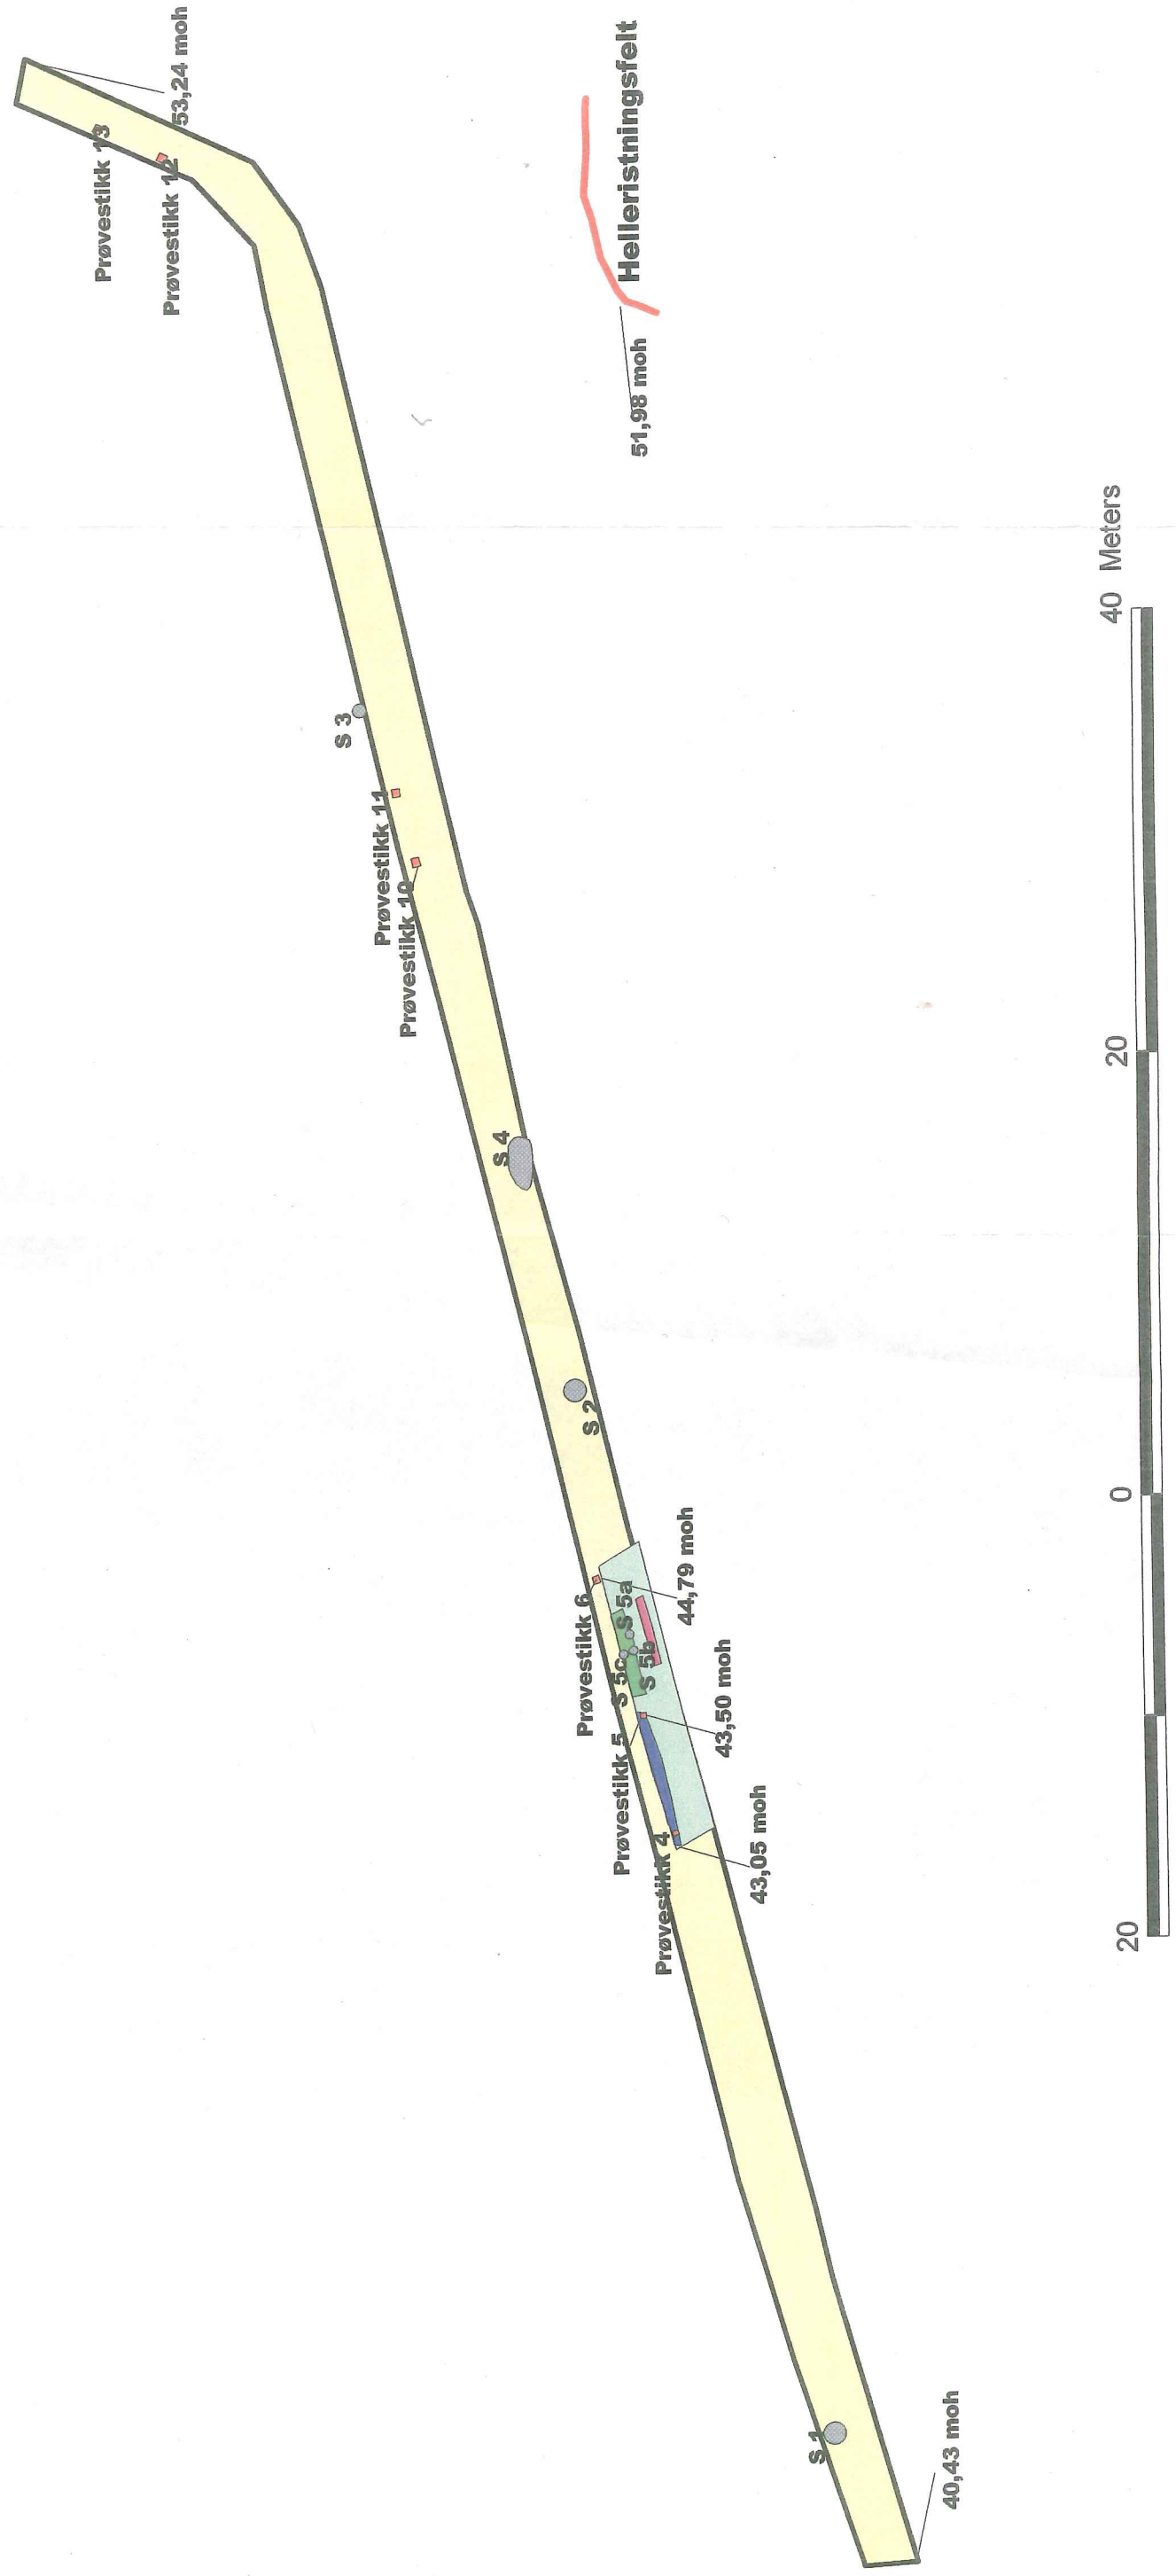 Prøvestikk 13
Prøvestikk 12
53,24 moh
Helleristningsfelt
51,98 moh
S 3
Prøvestikk 11
Prøvestikk 10
S 4
S 2
Prøvestikk 6
S 5a
44,79 moh
S 5c
S 5b
Prøvestikk 5
43,50 moh
Prøvestikk 4
43,05 moh
S 1
40,43 moh
20 0 20 40 Meters